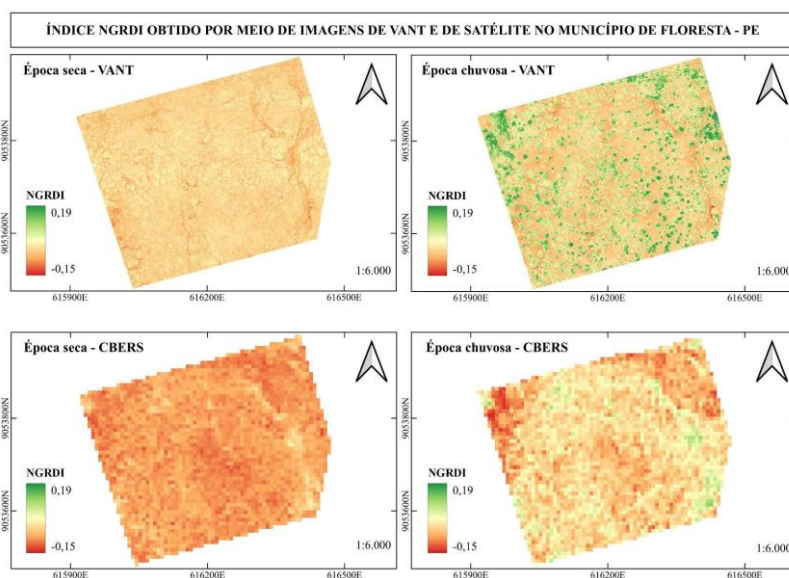 ÍNDICE NGRDI OBTIDO POR MEIO DE IMAGENS DE VANT E DE SATÉLITE NO MUNICÍPIO DE FLORESTA - PE
Época seca - VANT
9053800N
9053600N
NGRDI
0,19
-0,15
1:6.000
615900E
616200E
616500E
Época chuvosa - VANT
9053800N
9053600N
NGRDI
0,19
-0,15
1:6.000
615900E
616200E
616500E
Época seca - CBERS
9053800N
9053600N
NGRDI
0,19
-0,15
1:6.000
615900E
616200E
616500E
Época chuvosa - CBERS
9053800N
9053600N
NGRDI
0,19
-0,15
1:6.000
615900E
616200E
616500E